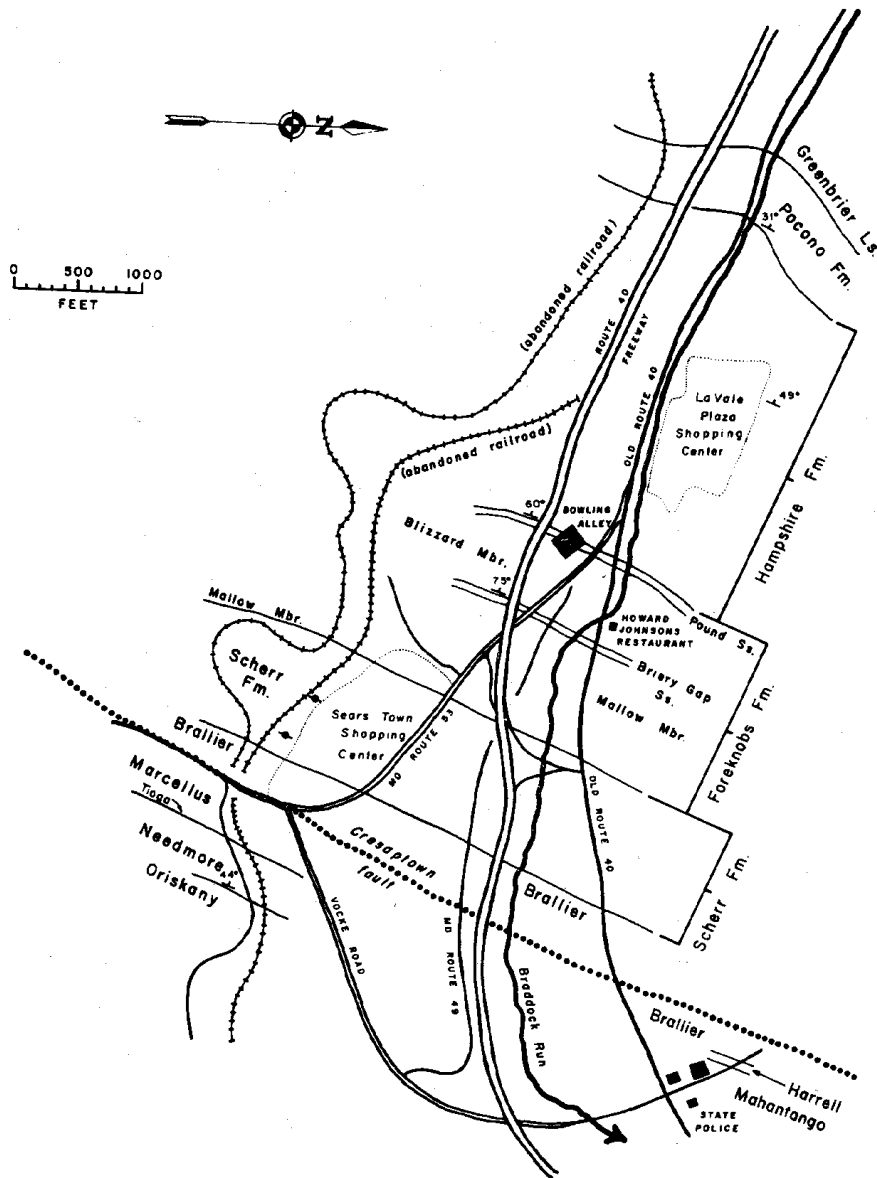 N
0 500 1000
FEET
Greenbrier Ls.
Pocono Fm.
31°
(abandoned railroad)
ROUTE 40
FREEWAY
OLD ROUTE 40
LaVale
Plaza
Shopping
Center
49°
(abandoned railroad)
Hampshire Fm.
60°
BOWLING
ALLEY
Blizzard Mbr.
75°
Mallow Mbr.
HOWARD
JOHNSONS
RESTAURANT
Pound Ss.
Briery Gap
Ss.
Mallow Mbr.
Foreknobs Fm.
Scherr
Fm.
Sears Town
Shopping
Center
MD ROUTE 53
Brallier
Marcellus
Tioga
Needmore
44°
Oriskany
Cresaptown
fault
OLD ROUTE 40
Brallier
Scherr Fm.
VOCKE ROAD
MD ROUTE 49
Braddock Run
Brallier
Harrell
Mahantango
STATE
POLICE